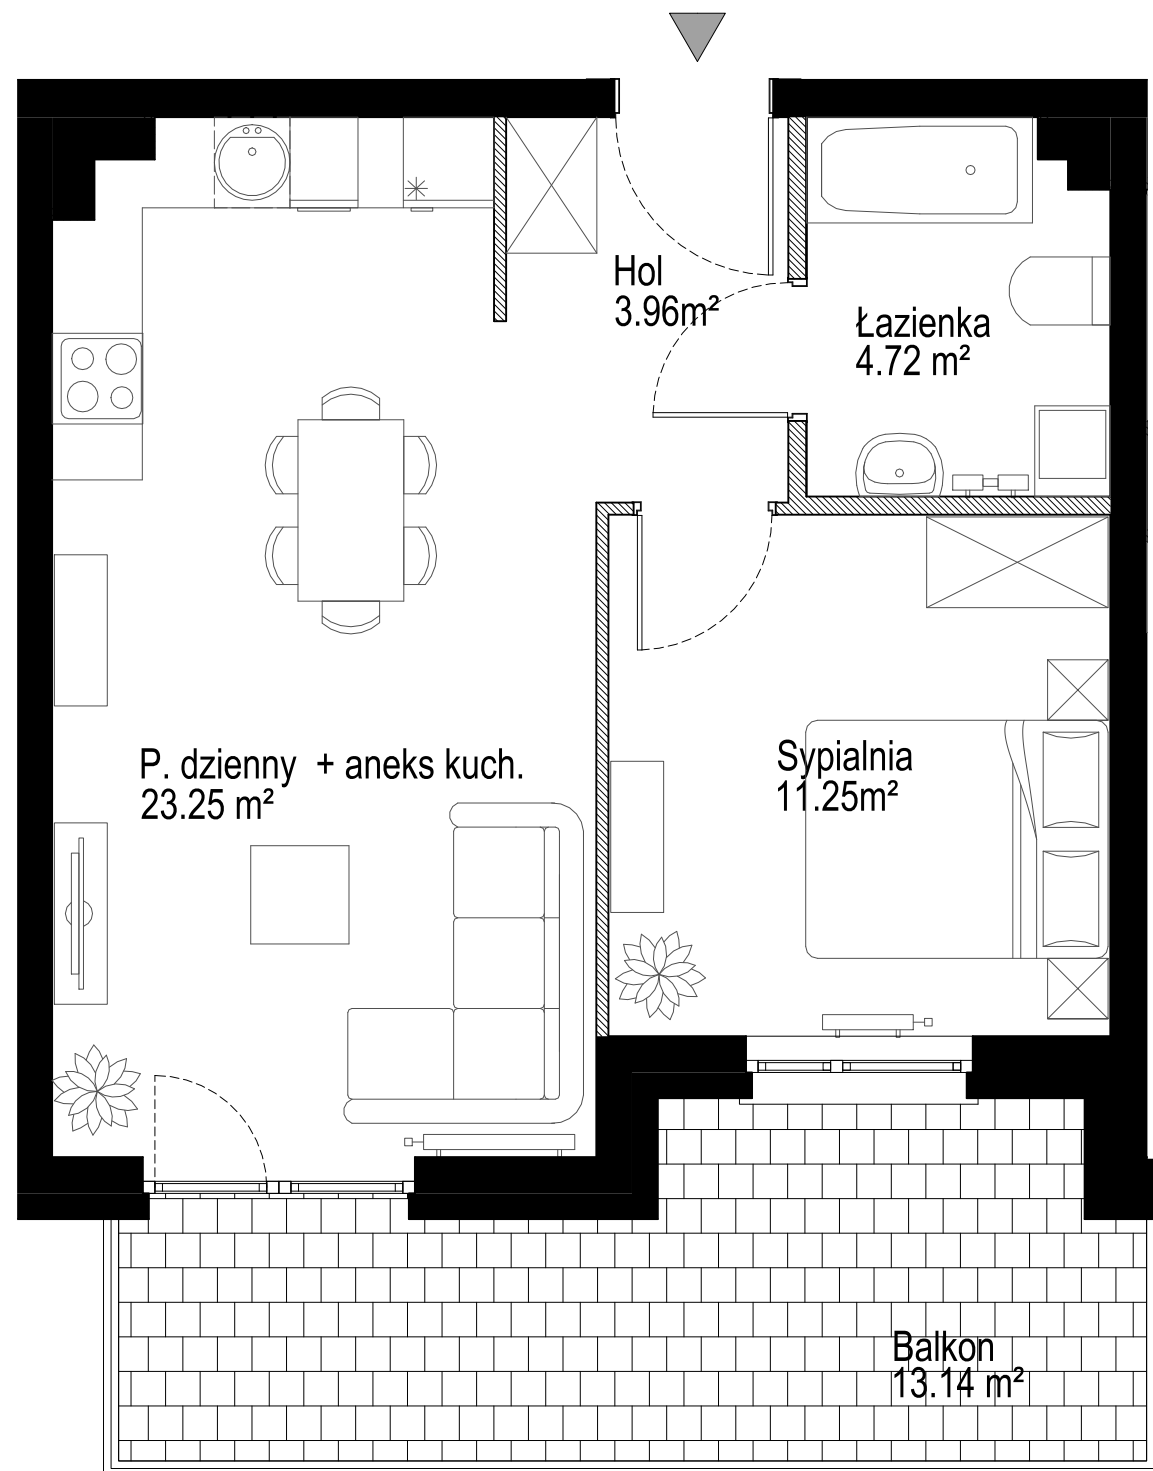 Hol
3.96m²
Łazienka
4.72 m²
P. dzienny + aneks kuch.
23.25 m²
Sypialnia
11.25m²
Balkon
13.14 m²